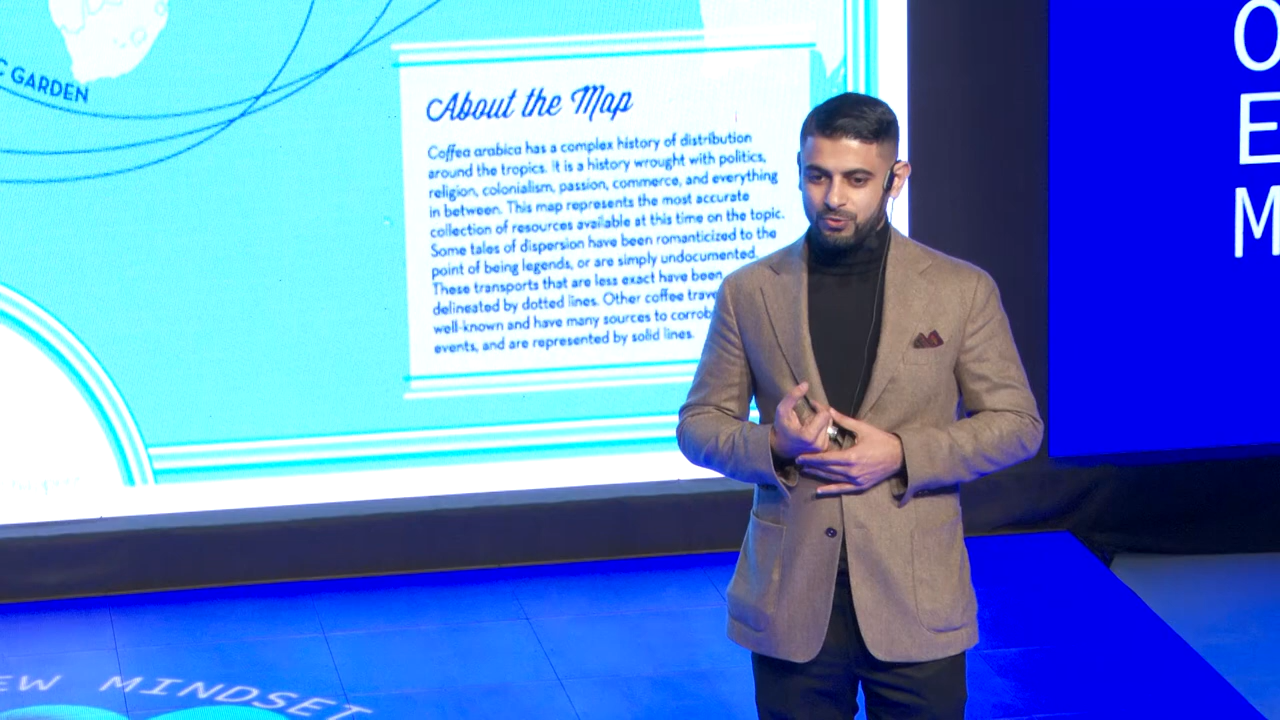 C GARDEN
About the Map
Coffea arabica has a complex history of distribution
around the tropics. It is a history wrought with politics,
religion, colonialism, passion, commerce, and everything
in between. This map represents the most accurate
collection of resources available at this time on the topic.
Some tales of dispersion have been romanticized to the
point of being legends, or are simply undocumented.
These transports that are less exact have been
delineated by dotted lines. Other coffee trave
well-known and have many sources to corrob
events, and are represented by solid lines.
O
E
M
EW MINDSET